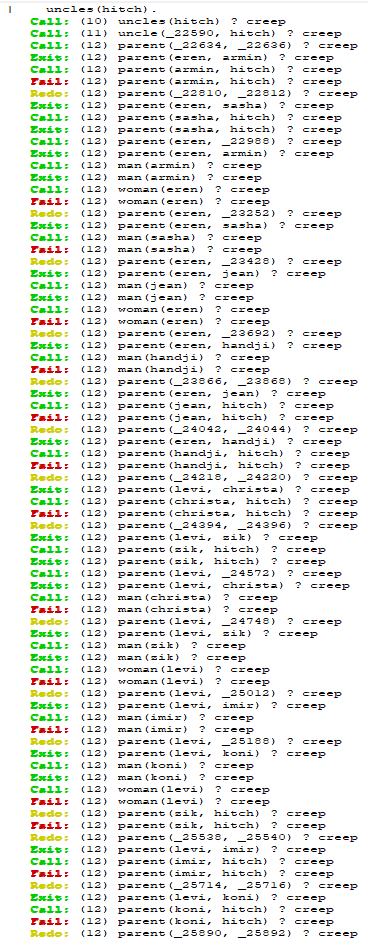 | uncles(hitch).
Call: (10) uncles(hitch) ? creep
Call: (11) uncle(_22590, hitch) ? creep
Call: (12) parent(_22634, _22636) ? creep
Exit: (12) parent(eren, armin) ? creep
Call: (12) parent(armin, hitch) ? creep
Fail: (12) parent(armin, hitch) ? creep
Redo: (12) parent(_22810, _22812) ? creep
Exit: (12) parent(eren, sasha) ? creep
Call: (12) parent(sasha, hitch) ? creep
Exit: (12) parent(sasha, hitch) ? creep
Call: (12) parent(eren, _22988) ? creep
Exit: (12) parent(eren, armin) ? creep
Call: (12) man(armin) ? creep
Exit: (12) man(armin) ? creep
Call: (12) woman(eren) ? creep
Fail: (12) woman(eren) ? creep
Redo: (12) parent(eren, _23252) ? creep
Exit: (12) parent(eren, sasha) ? creep
Call: (12) man(sasha) ? creep
Fail: (12) man(sasha) ? creep
Redo: (12) parent(eren, _23428) ? creep
Exit: (12) parent(eren, jean) ? creep
Call: (12) man(jean) ? creep
Exit: (12) man(jean) ? creep
Call: (12) woman(eren) ? creep
Fail: (12) woman(eren) ? creep
Redo: (12) parent(eren, _23692) ? creep
Exit: (12) parent(eren, handji) ? creep
Call: (12) man(handji) ? creep
Fail: (12) man(handji) ? creep
Redo: (12) parent(_23866, _23868) ? creep
Exit: (12) parent(eren, jean) ? creep
Call: (12) parent(jean, hitch) ? creep
Fail: (12) parent(jean, hitch) ? creep
Redo: (12) parent(_24042, _24044) ? creep
Exit: (12) parent(eren, handji) ? creep
Call: (12) parent(handji, hitch) ? creep
Fail: (12) parent(handji, hitch) ? creep
Redo: (12) parent(_24218, _24220) ? creep
Exit: (12) parent(levi, christa) ? creep
Call: (12) parent(christa, hitch) ? creep
Fail: (12) parent(christa, hitch) ? creep
Redo: (12) parent(_24394, _24396) ? creep
Exit: (12) parent(levi, zik) ? creep
Call: (12) parent(zik, hitch) ? creep
Exit: (12) parent(zik, hitch) ? creep
Call: (12) parent(levi, _24572) ? creep
Exit: (12) parent(levi, christa) ? creep
Call: (12) man(christa) ? creep
Fail: (12) man(christa) ? creep
Redo: (12) parent(levi, _24748) ? creep
Exit: (12) parent(levi, zik) ? creep
Call: (12) man(zik) ? creep
Exit: (12) man(zik) ? creep
Call: (12) woman(levi) ? creep
Fail: (12) woman(levi) ? creep
Redo: (12) parent(levi, _25012) ? creep
Exit: (12) parent(levi, imir) ? creep
Call: (12) man(imir) ? creep
Fail: (12) man(imir) ? creep
Redo: (12) parent(levi, _25188) ? creep
Exit: (12) parent(levi, koni) ? creep
Call: (12) man(koni) ? creep
Exit: (12) man(koni) ? creep
Call: (12) woman(levi) ? creep
Fail: (12) woman(levi) ? creep
Redo: (12) parent(zik, hitch) ? creep
Fail: (12) parent(zik, hitch) ? creep
Redo: (12) parent(_25538, _25540) ? creep
Exit: (12) parent(levi, imir) ? creep
Call: (12) parent(imir, hitch) ? creep
Fail: (12) parent(imir, hitch) ? creep
Redo: (12) parent(_25714, _25716) ? creep
Exit: (12) parent(levi, koni) ? creep
Call: (12) parent(koni, hitch) ? creep
Fail: (12) parent(koni, hitch) ? creep
Redo: (12) parent(_25890, _25892) ? creep